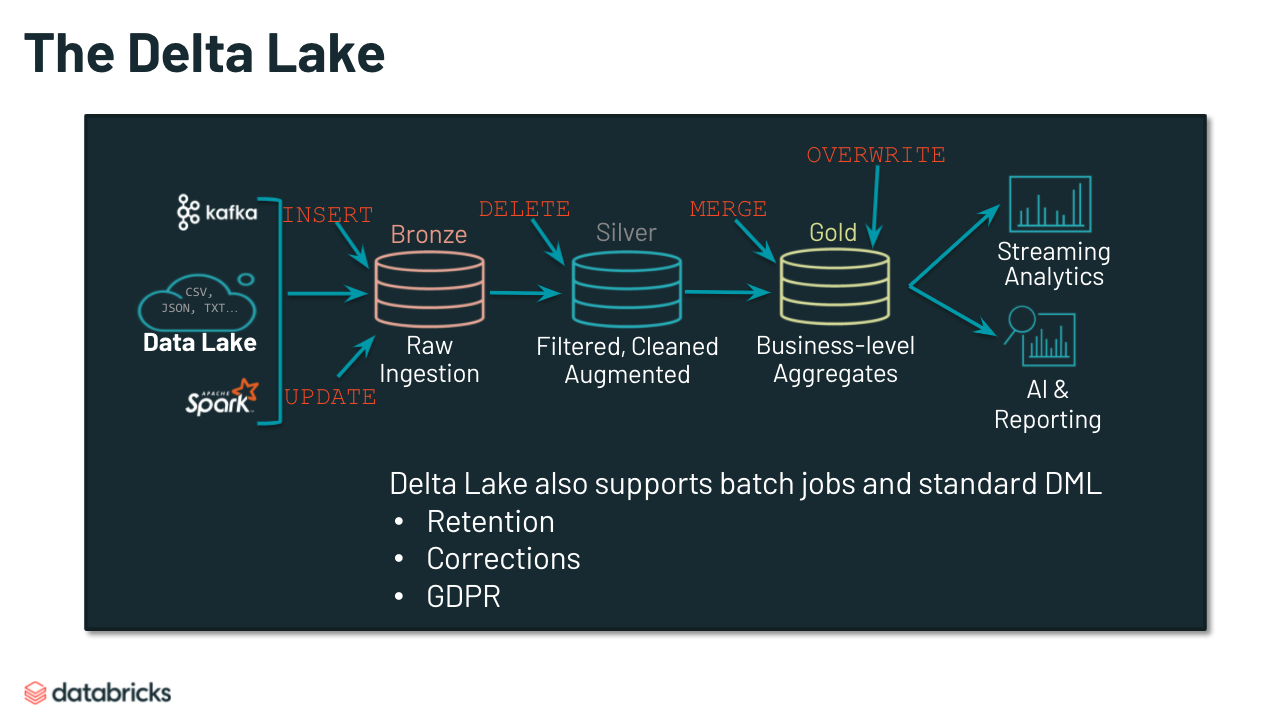 The Delta Lake
OVERWRITE
kafka
INSERT
DELETE
MERGE
Bronze
Silver
Gold
Streaming
Analytics
CSV,
JSON, TXT...
Data Lake
Raw
Ingestion
Filtered, Cleaned
Augmented
Business-level
Aggregates
APACHE
Spark™
UPDATE
AI &
Reporting
Delta Lake also supports batch jobs and standard DML
• Retention
• Corrections
• GDPR
databricks